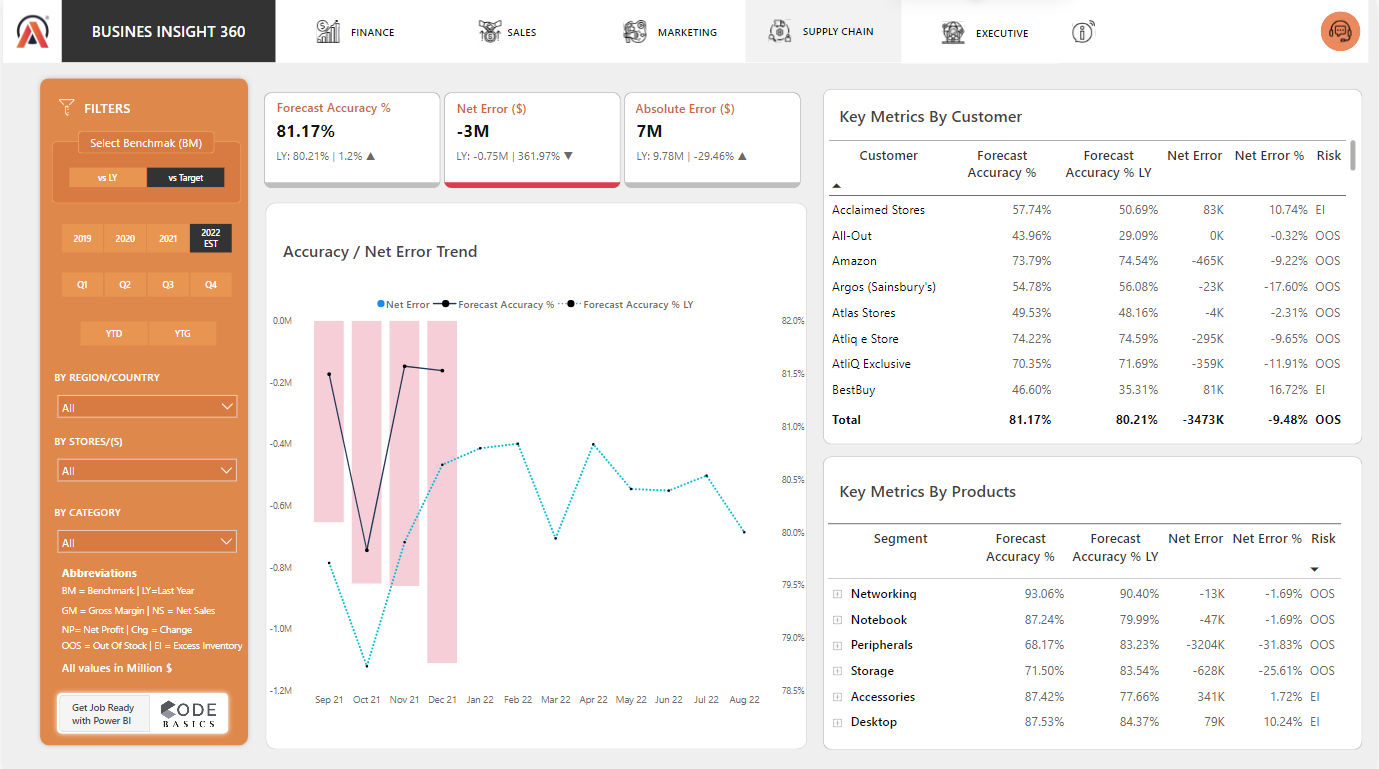 BUSINES INSIGHT 360
FINANCE
SALES
MARKETING
SUPPLY CHAIN
EXECUTIVE
FILTERS
Select Benchmak (BM)
vs LY
vs Target
2019
2020
2021
2022
EST
Q1
Q2
Q3
Q4
YTD
YTG
BY REGION/COUNTRY
All
BY STORES/(S)
All
BY CATEGORY
All
Abbreviations
BM = Benchmark | LY=Last Year
GM = Gross Margin | NS = Net Sales
NP= Net Profit | Chg = Change
OOS = Out Of Stock | EI = Excess Inventory
All values in Million $
Get Job Ready
with Power BI
CODE
BASICS
Forecast Accuracy %
81.17%
LY: 80.21% | 1.2% ▲
Net Error ($)
-3M
LY: -0.75M | 361.97% ▼
Absolute Error ($)
7M
LY: 9.78M | -29.46% ▲
Accuracy / Net Error Trend
Net Error Forecast Accuracy % Forecast Accuracy % LY
0.0M
-0.2M
-0.4M
-0.6M
-0.8M
-1.0M
-1.2M
82.0%
81.5%
81.0%
80.5%
80.0%
79.5%
79.0%
78.5%
Sep 21 Oct 21 Nov 21 Dec 21 Jan 22 Feb 22 Mar 22 Apr 22 May 22 Jun 22 Jul 22 Aug 22
Key Metrics By Customer
Customer Forecast Accuracy % Forecast Accuracy % LY Net Error Net Error % Risk
Acclaimed Stores 57.74% 50.69% 83K 10.74% EI
All-Out 43.96% 29.09% 0K -0.32% OOS
Amazon 73.79% 74.54% -465K -9.22% OOS
Argos (Sainsbury's) 54.78% 56.08% -23K -17.60% OOS
Atlas Stores 49.53% 48.16% -4K -2.31% OOS
Atliq e Store 74.22% 74.59% -295K -9.65% OOS
AtliQ Exclusive 70.35% 71.69% -359K -11.91% OOS
BestBuy 46.60% 35.31% 81K 16.72% EI
Total 81.17% 80.21% -3473K -9.48% OOS
Key Metrics By Products
Segment Forecast Accuracy % Forecast Accuracy % LY Net Error Net Error % Risk
Networking 93.06% 90.40% -13K -1.69% OOS
Notebook 87.24% 79.99% -47K -1.69% OOS
Peripherals 68.17% 83.23% -3204K -31.83% OOS
Storage 71.50% 83.54% -628K -25.61% OOS
Accessories 87.42% 77.66% 341K 1.72% EI
Desktop 87.53% 84.37% 79K 10.24% EI